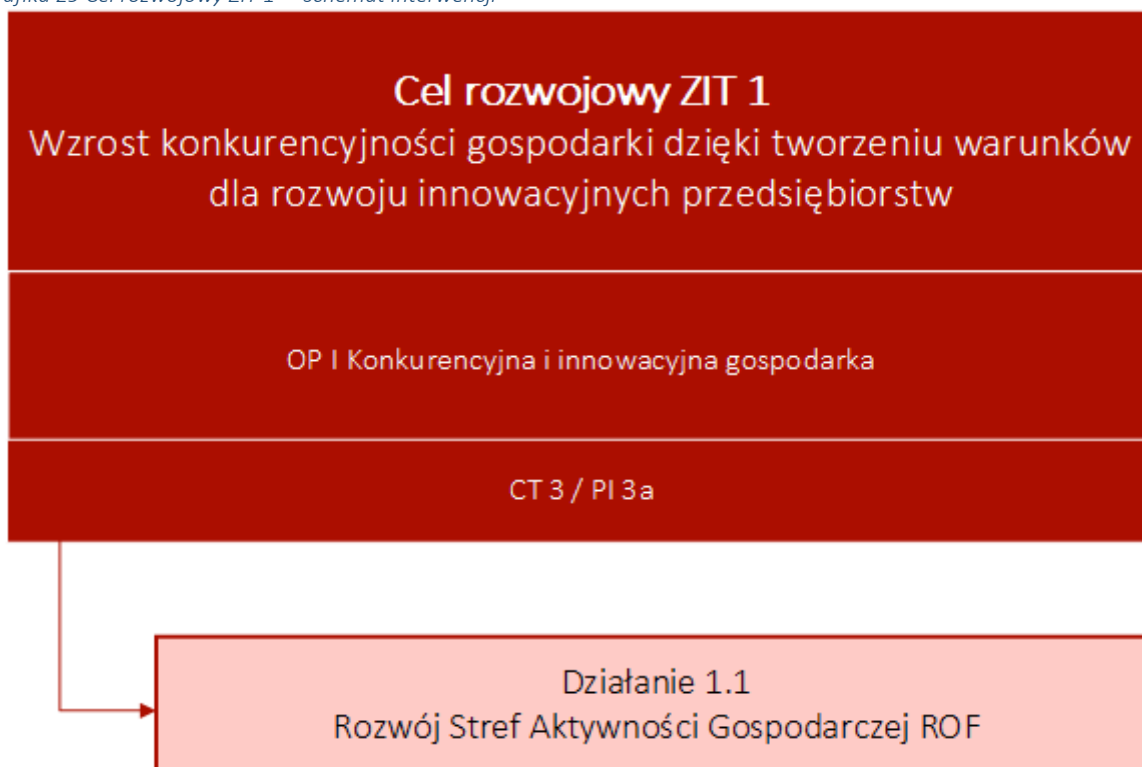 Cel rozwojowy ZIT 1
Wzrost konkurencyjności gospodarki dzięki tworzeniu warunków
dla rozwoju innowacyjnych przedsiębiorstw
OP I Konkurencyjna i innowacyjna gospodarka
CT 3 / PI 3a
Działanie 1.1
Rozwój Stref Aktywności Gospodarczej ROF